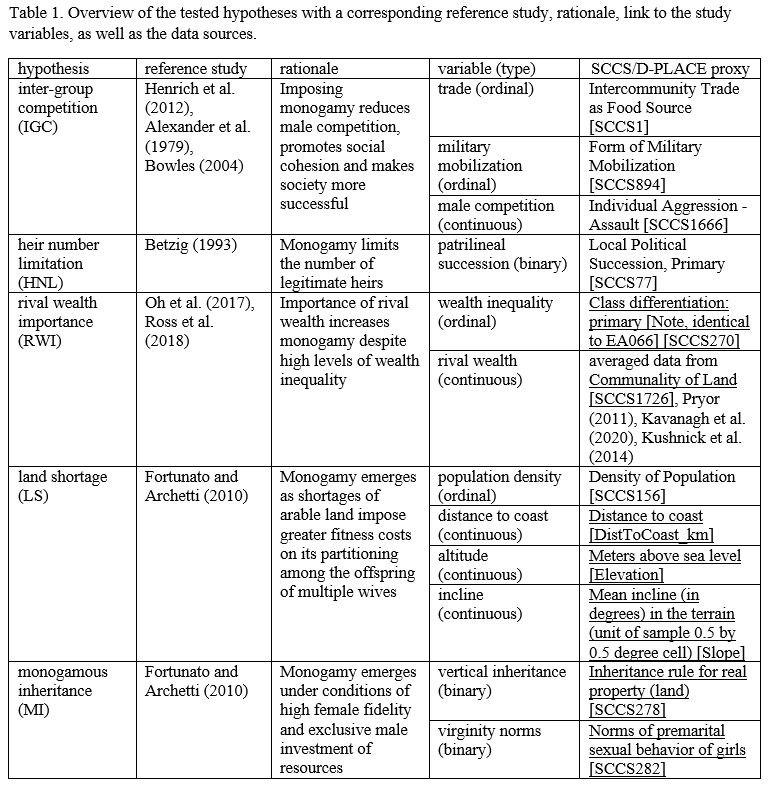 Table 1. Overview of the tested hypotheses with a corresponding reference study, rationale, link to the study
variables, as well as the data sources.
hypothesis
reference study
rationale
variable (type)
SCCS/D-PLACE proxy
inter-group
competition
(IGC)
Henrich et al.
(2012),
Alexander et al.
(1979),
Bowles (2004)
Imposing
monogamy reduces
male competition,
promotes social
cohesion and makes
society more
successful
trade (ordinal)
Intercommunity Trade
as Food Source
[SCCS1]
military
mobilization
(ordinal)
Form of Military
Mobilization
[SCCS894]
male competition
(continuous)
Individual Aggression -
Assault [SCCS1666]
heir number
limitation
(HNL)
Betzig (1993)
Monogamy limits
the number of
legitimate heirs
patrilineal
succession (binary)
Local Political
Succession, Primary
[SCCS77]
rival wealth
importance
(RWI)
Oh et al. (2017),
Ross et al.
(2018)
Importance of rival
wealth increases
monogamy despite
high levels of wealth
inequality
wealth inequality
(ordinal)
Class differentiation:
primary [Note, identical
to EA066] [SCCS270]
rival wealth
(continuous)
averaged data from
Communality of Land
[SCCS1726], Pryor
(2011), Kavanagh et al.
(2020), Kushnick et al.
(2014)
land shortage
(LS)
Fortunato and
Archetti (2010)
Monogamy emerges
as shortages of
arable land impose
greater fitness costs
on its partitioning
among the offspring
of multiple wives
population density
(ordinal)
Density of Population
[SCCS156]
distance to coast
(continuous)
Distance to coast
[DistToCoast_km]
altitude
(continuous)
Meters above sea level
[Elevation]
incline
(continuous)
Mean incline (in
degrees) in the terrain
(unit of sample 0.5 by
0.5 degree cell) [Slope]
monogamous
inheritance
(MI)
Fortunato and
Archetti (2010)
Monogamy emerges
under conditions of
high female fidelity
and exclusive male
investment of
resources
vertical inheritance
(binary)
Inheritance rule for real
property (land)
[SCCS278]
virginity norms
(binary)
Norms of premarital
sexual behavior of girls
[SCCS282]